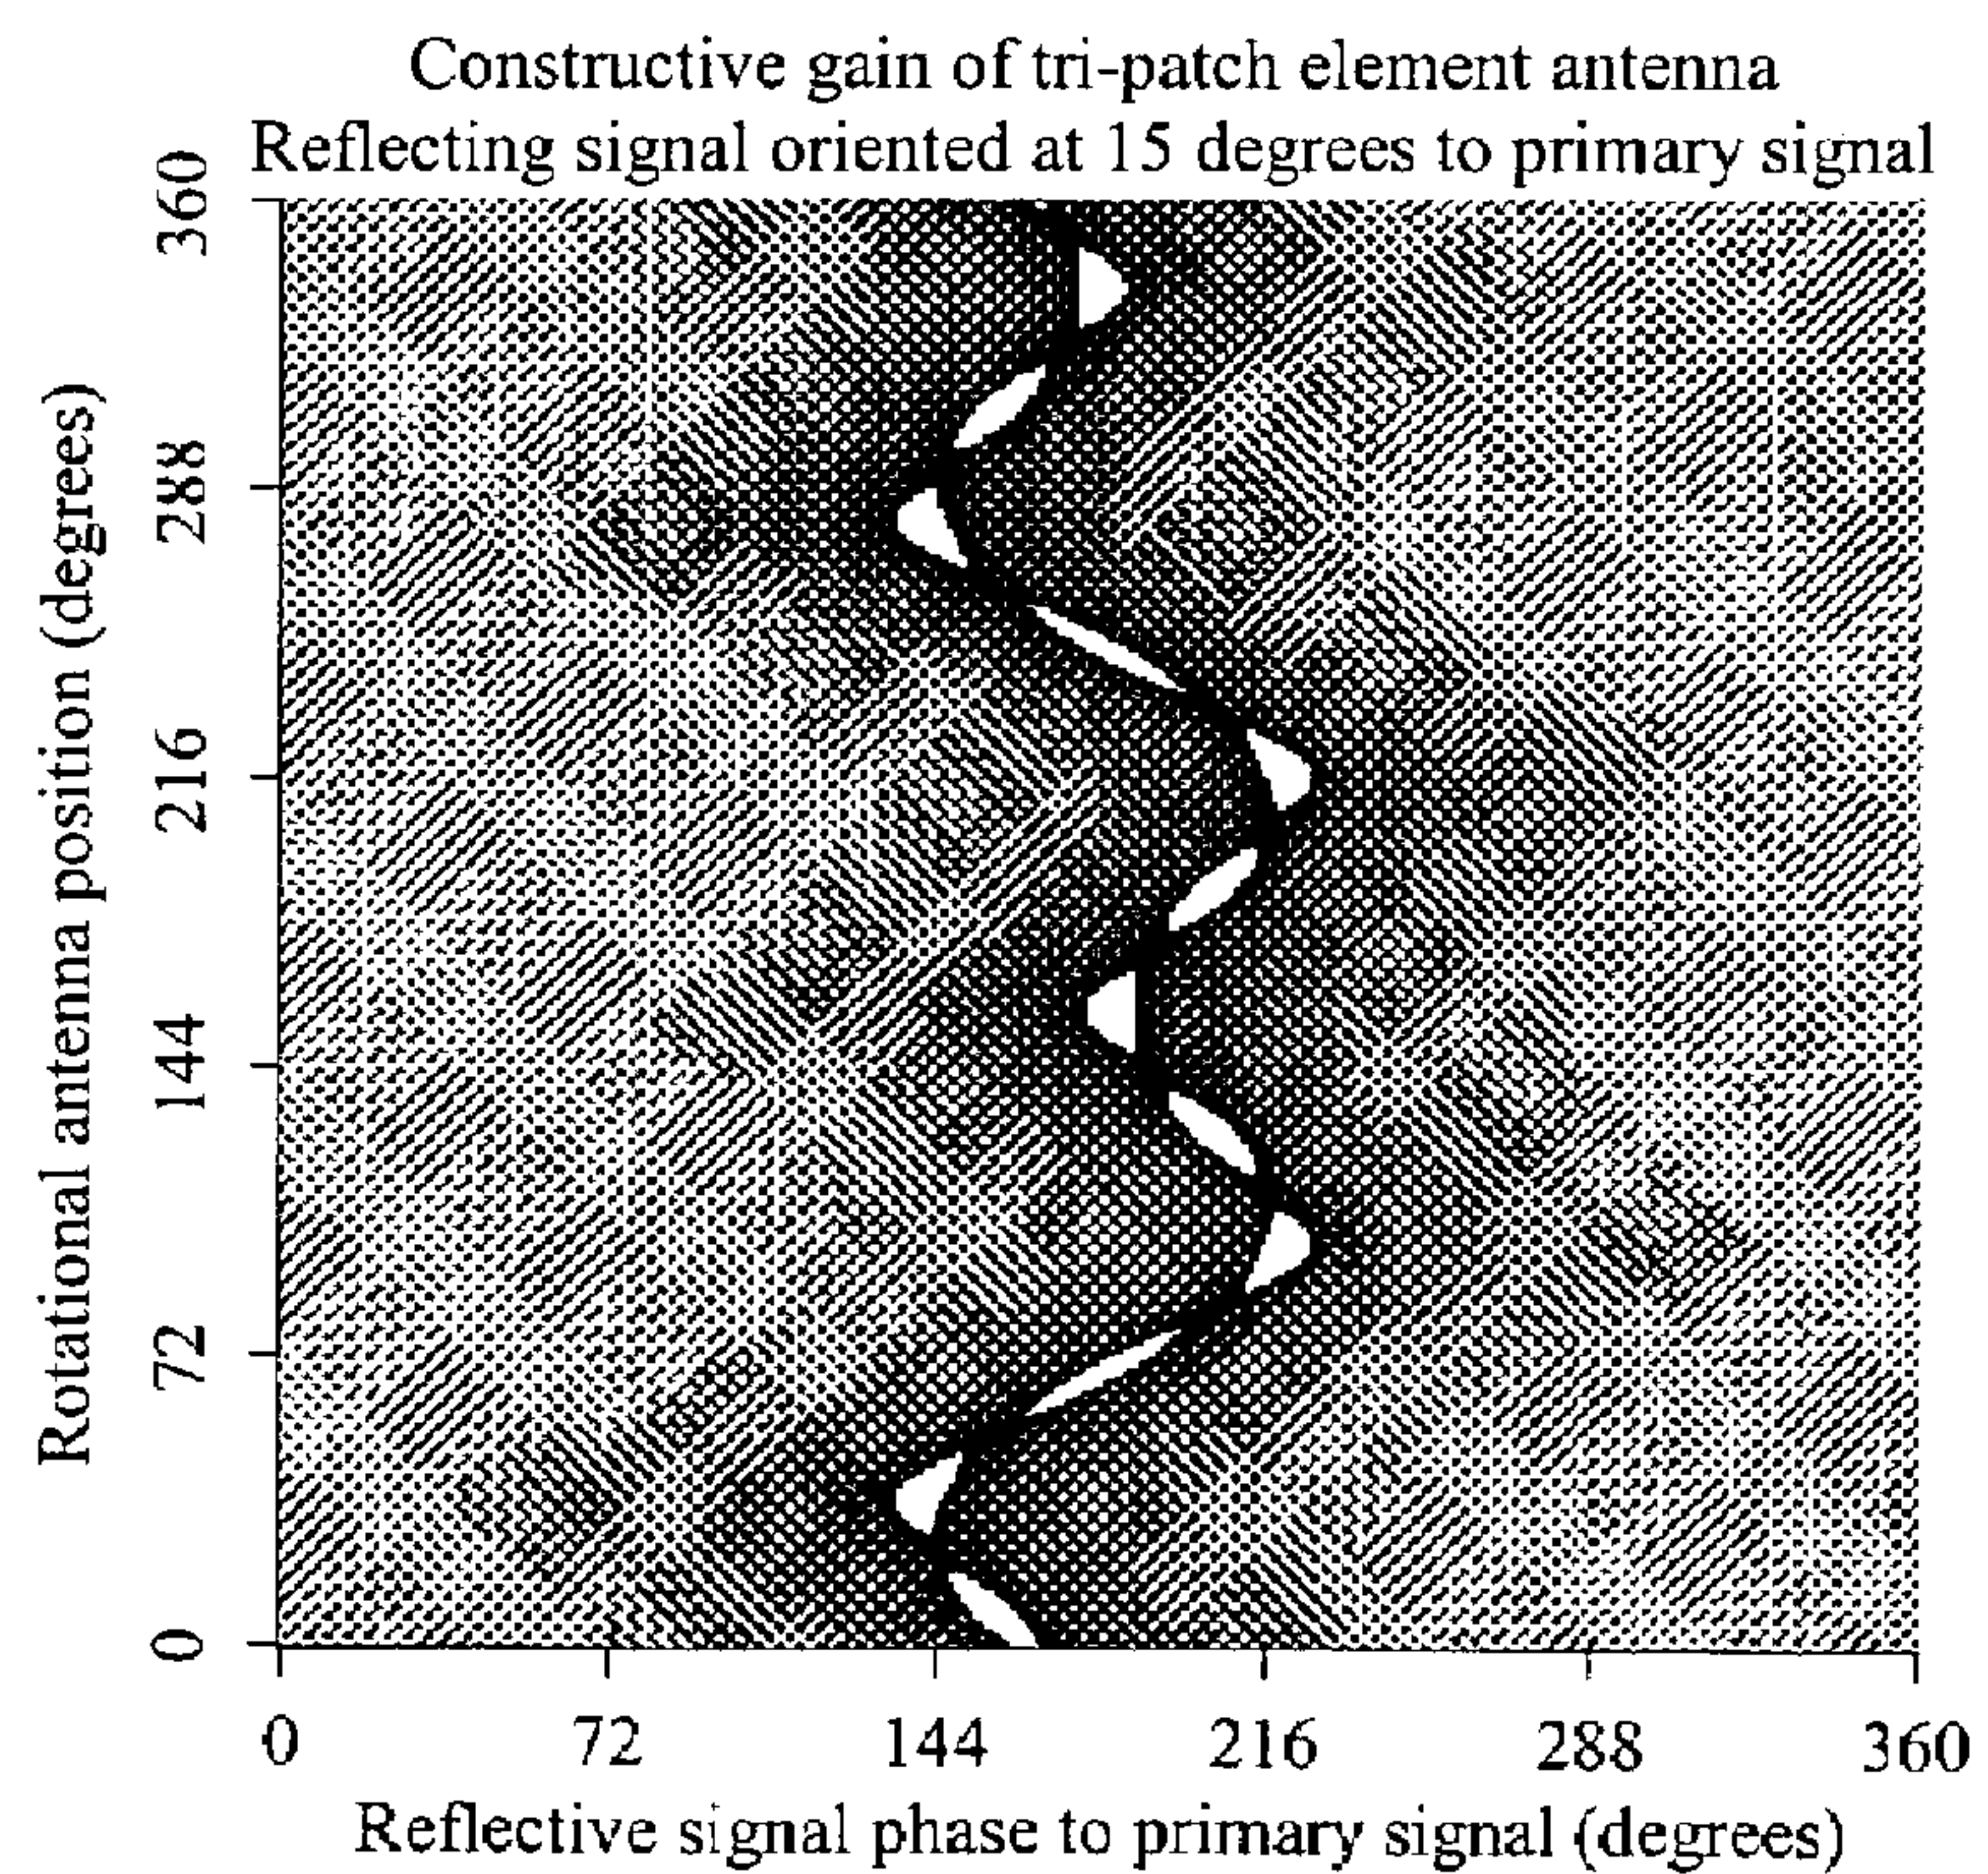 Constructive gain of tri-patch element antenna
Reflecting signal oriented at 15 degrees to primary signal
Rotational antenna position (degrees)
360
288
216
144
72
0
0 72 144 216 288 360
Reflective signal phase to primary signal (degrees)